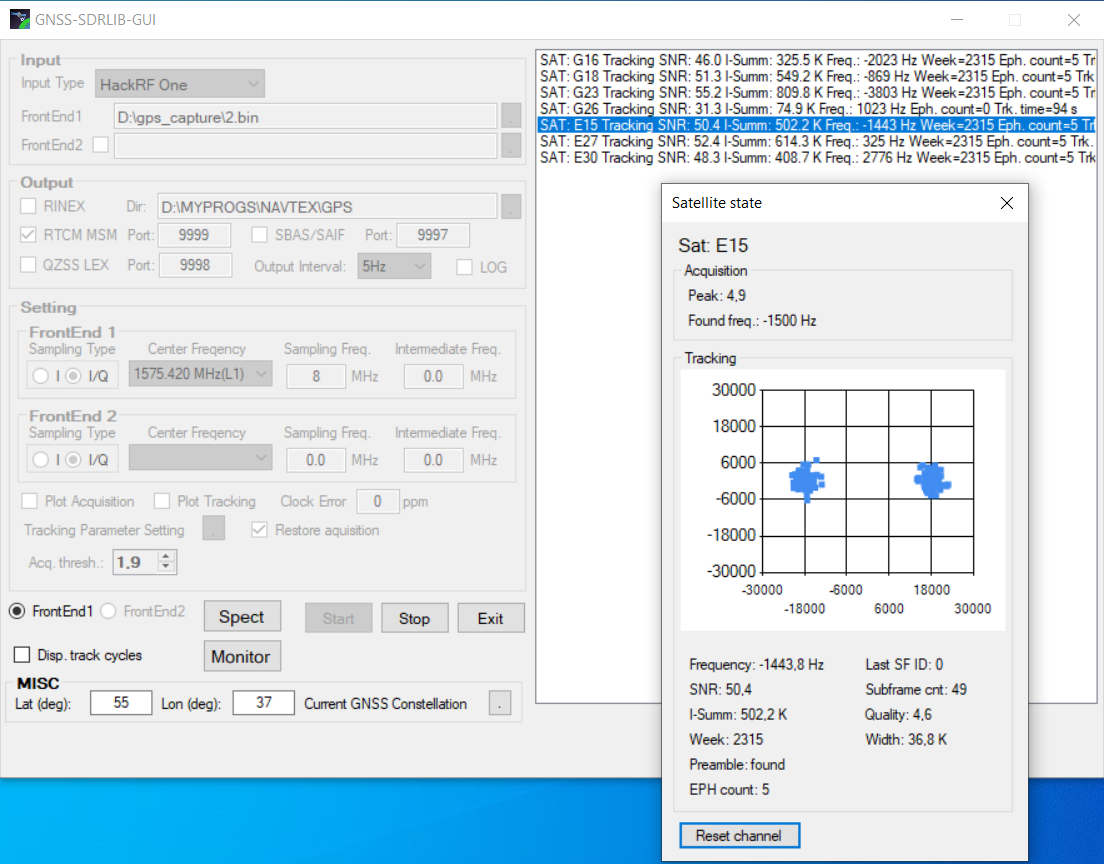 GNSS-SDRLIB-GUI
Input
Input Type HackRF One
FrontEnd1 D:\gps_capture\2.bin .
FrontEnd2 .
Output
RINEX Dir: D:\MYPROGS\NAVTEX\GPS .
RTCM MSM Port: 9999 SBAS/SAIF Port: 9997
QZSS LEX Port: 9998 Output Interval: 5Hz LOG
Setting
FrontEnd 1
Sampling Type Center Freqency Sampling Freq. Intermediate Freq.
I I/Q 1575.420 MHz(L1) 8 MHz 0.0 MHz
FrontEnd 2
Sampling Type Center Freqency Sampling Freq. Intermediate Freq.
I I/Q 0.0 MHz 0.0 MHz
Plot Acquisition Plot Tracking Clock Error 0 ppm
Tracking Parameter Setting . Restore aquisition
Acq. thresh.: 1,9
FrontEnd1 FrontEnd2 Spect Start Stop Exit
Disp. track cycles Monitor
MISC
Lat (deg): 55 Lon (deg): 37 Current GNSS Constellation .
SAT: G16 Tracking SNR: 46.0 I-Summ: 325.5 K Freq.: -2023 Hz Week=2315 Eph. count=5 Tr
SAT: G18 Tracking SNR: 51.3 I-Summ: 549.2 K Freq.: -869 Hz Week=2315 Eph. count=5 Trk
SAT: G23 Tracking SNR: 55.2 I-Summ: 809.8 K Freq.: -3803 Hz Week=2315 Eph. count=5 Tr
SAT: G26 Tracking SNR: 31.3 I-Summ: 74.9 K Freq.: 1023 Hz Eph. count=0 Trk. time=94 s
SAT: E15 Tracking SNR: 50.4 I-Summ: 502.2 K Freq.: -1443 Hz Week=2315 Eph. count=5 Tr
SAT: E27 Tracking SNR: 52.4 I-Summ: 614.3 K Freq.: 325 Hz Week=2315 Eph. count=5 Trk.
SAT: E30 Tracking SNR: 48.3 I-Summ: 408.7 K Freq.: 2776 Hz Week=2315 Eph. count=5 Trk
Satellite state
Sat: E15
Acquisition
Peak: 4,9
Found freq.: -1500 Hz
Tracking
30000
18000
6000
-6000
-18000
-30000
-30000 -6000 18000
-18000 6000 30000
Frequency: -1443,8 Hz Last SF ID: 0
SNR: 50,4 Subframe cnt: 49
I-Summ: 502,2 K Quality: 4,6
Week: 2315 Width: 36,8 K
Preamble: found
EPH count: 5
Reset channel